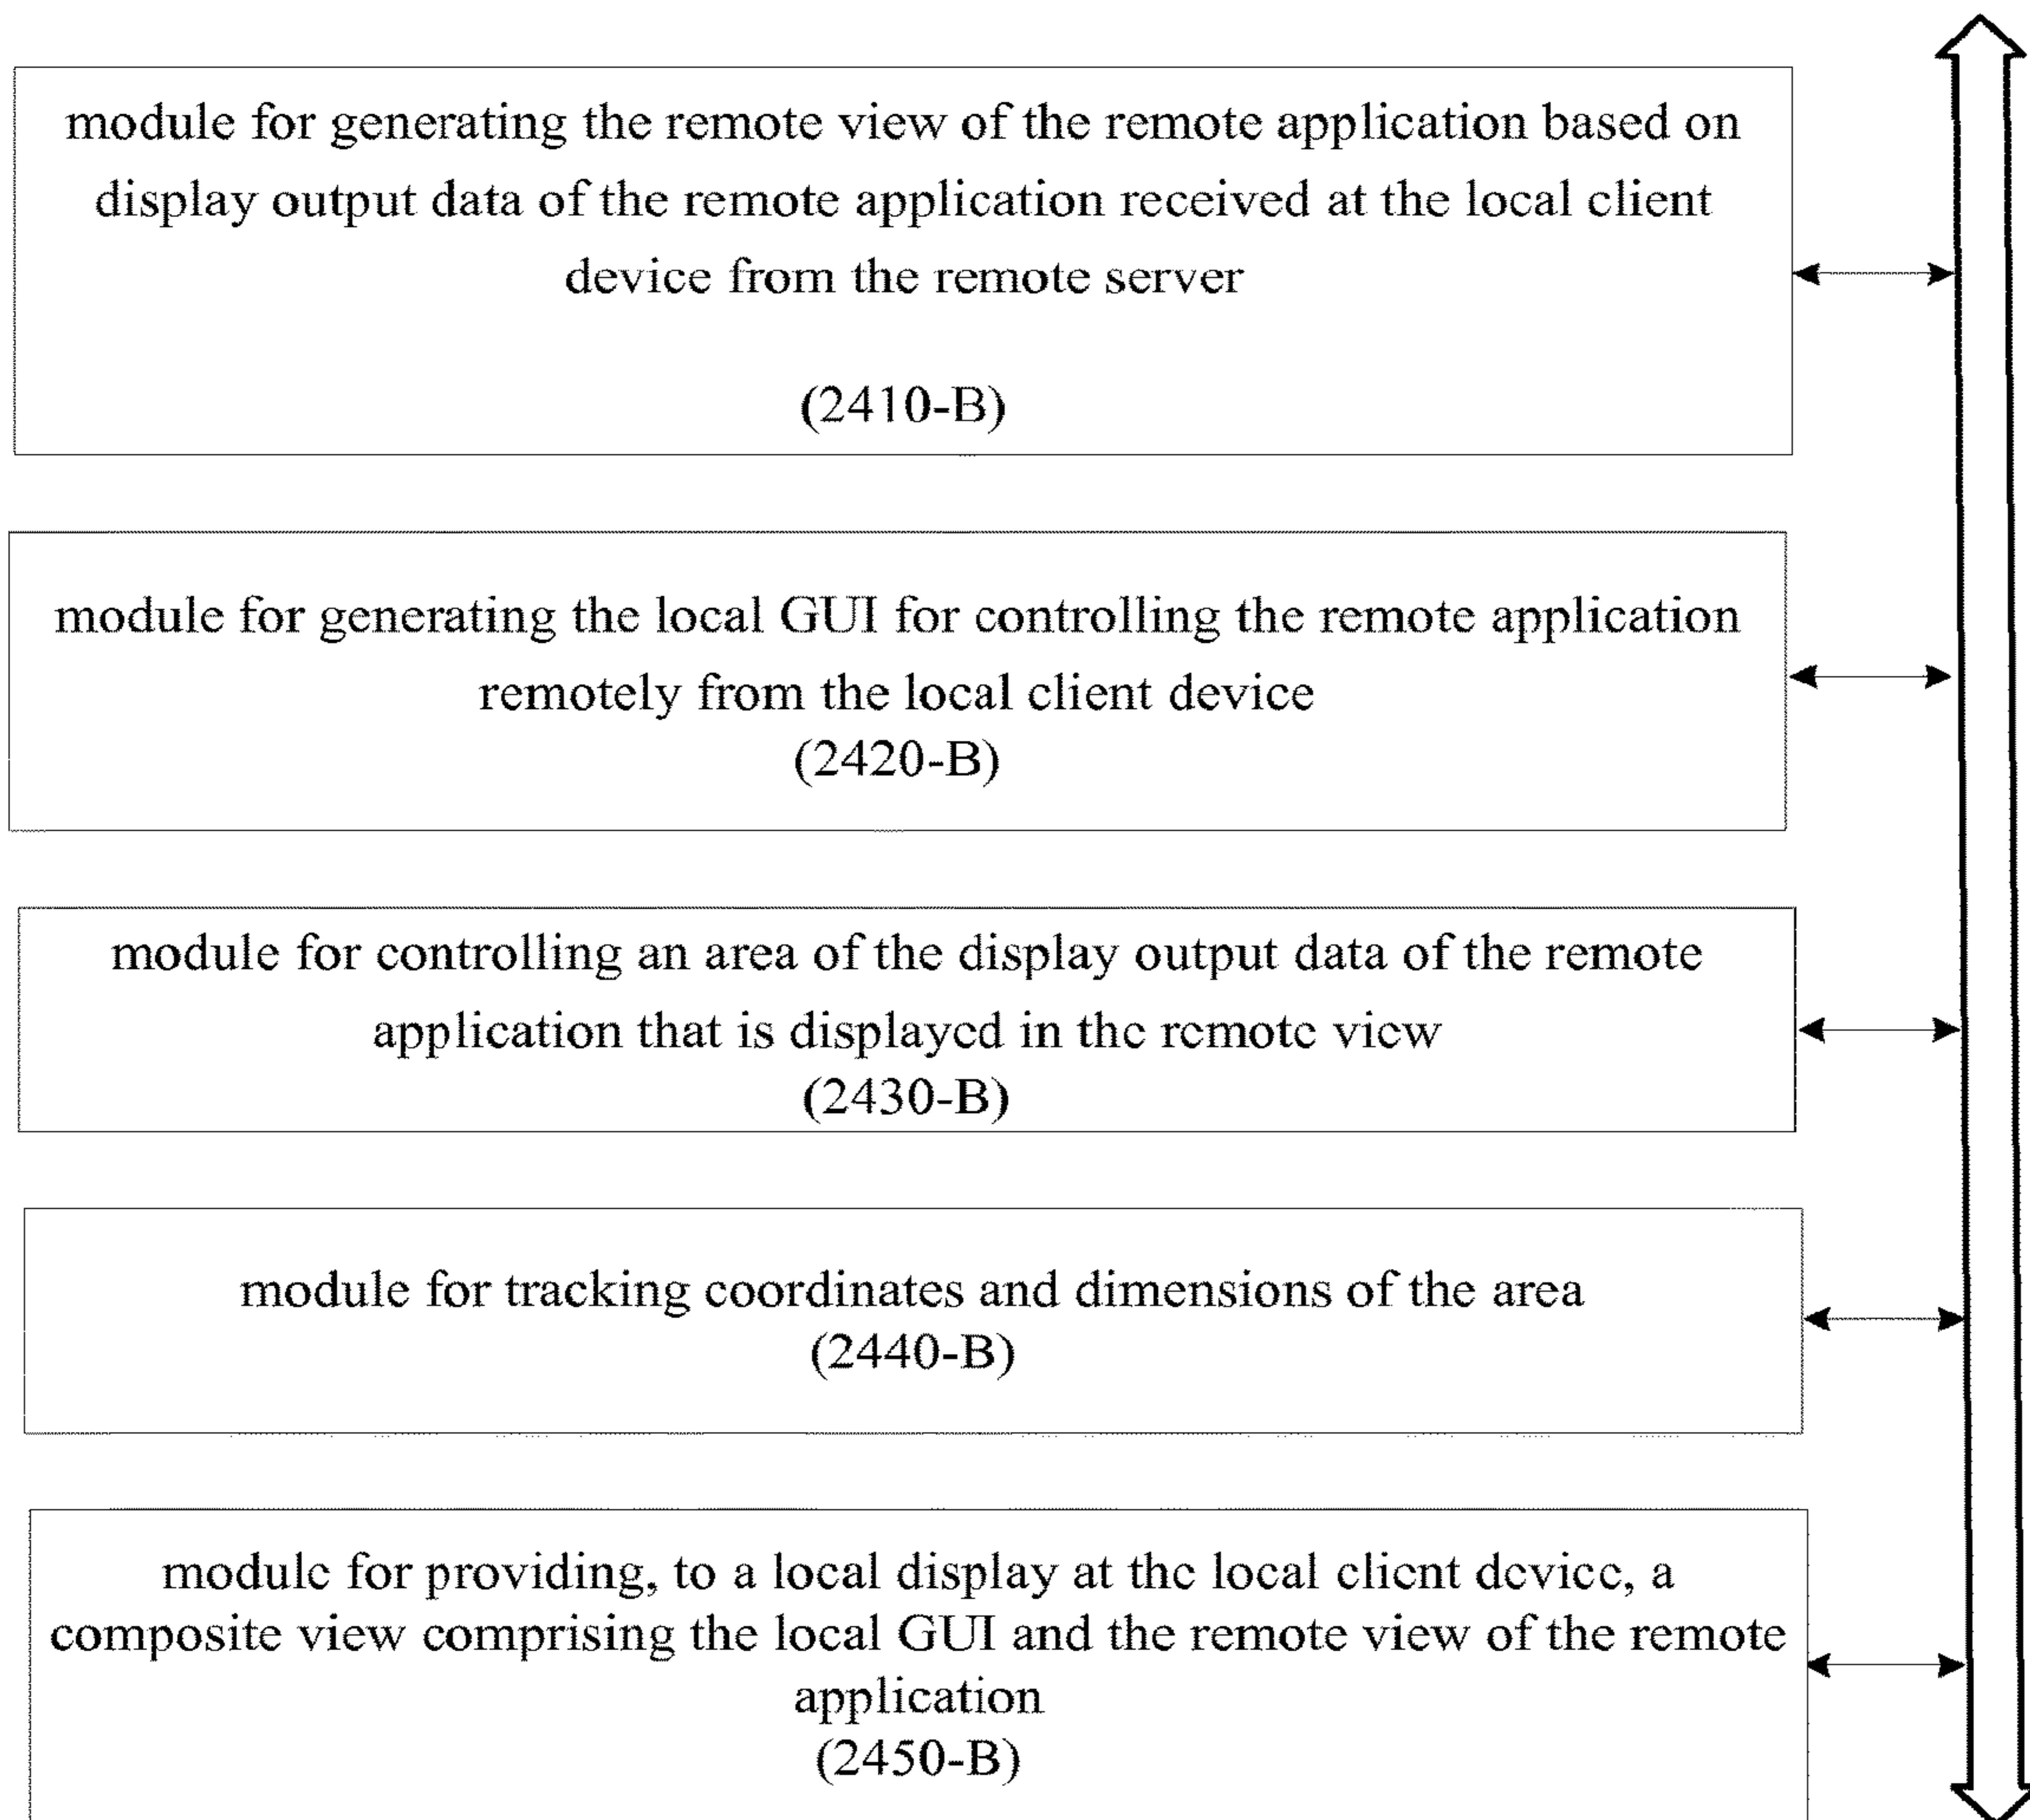 module for generating the remote view of the remote application based on
display output data of the remote application received at the local client
device from the remote server
(2410-B)
module for generating the local GUI for controlling the remote application
remotely from the local client device
(2420-B)
module for controlling an area of the display output data of the remote
application that is displayed in the remote view
(2430-B)
module for tracking coordinates and dimensions of the area
(2440-B)
module for providing, to a local display at the local client device, a
composite view comprising the local GUI and the remote view of the remote
application
(2450-B)